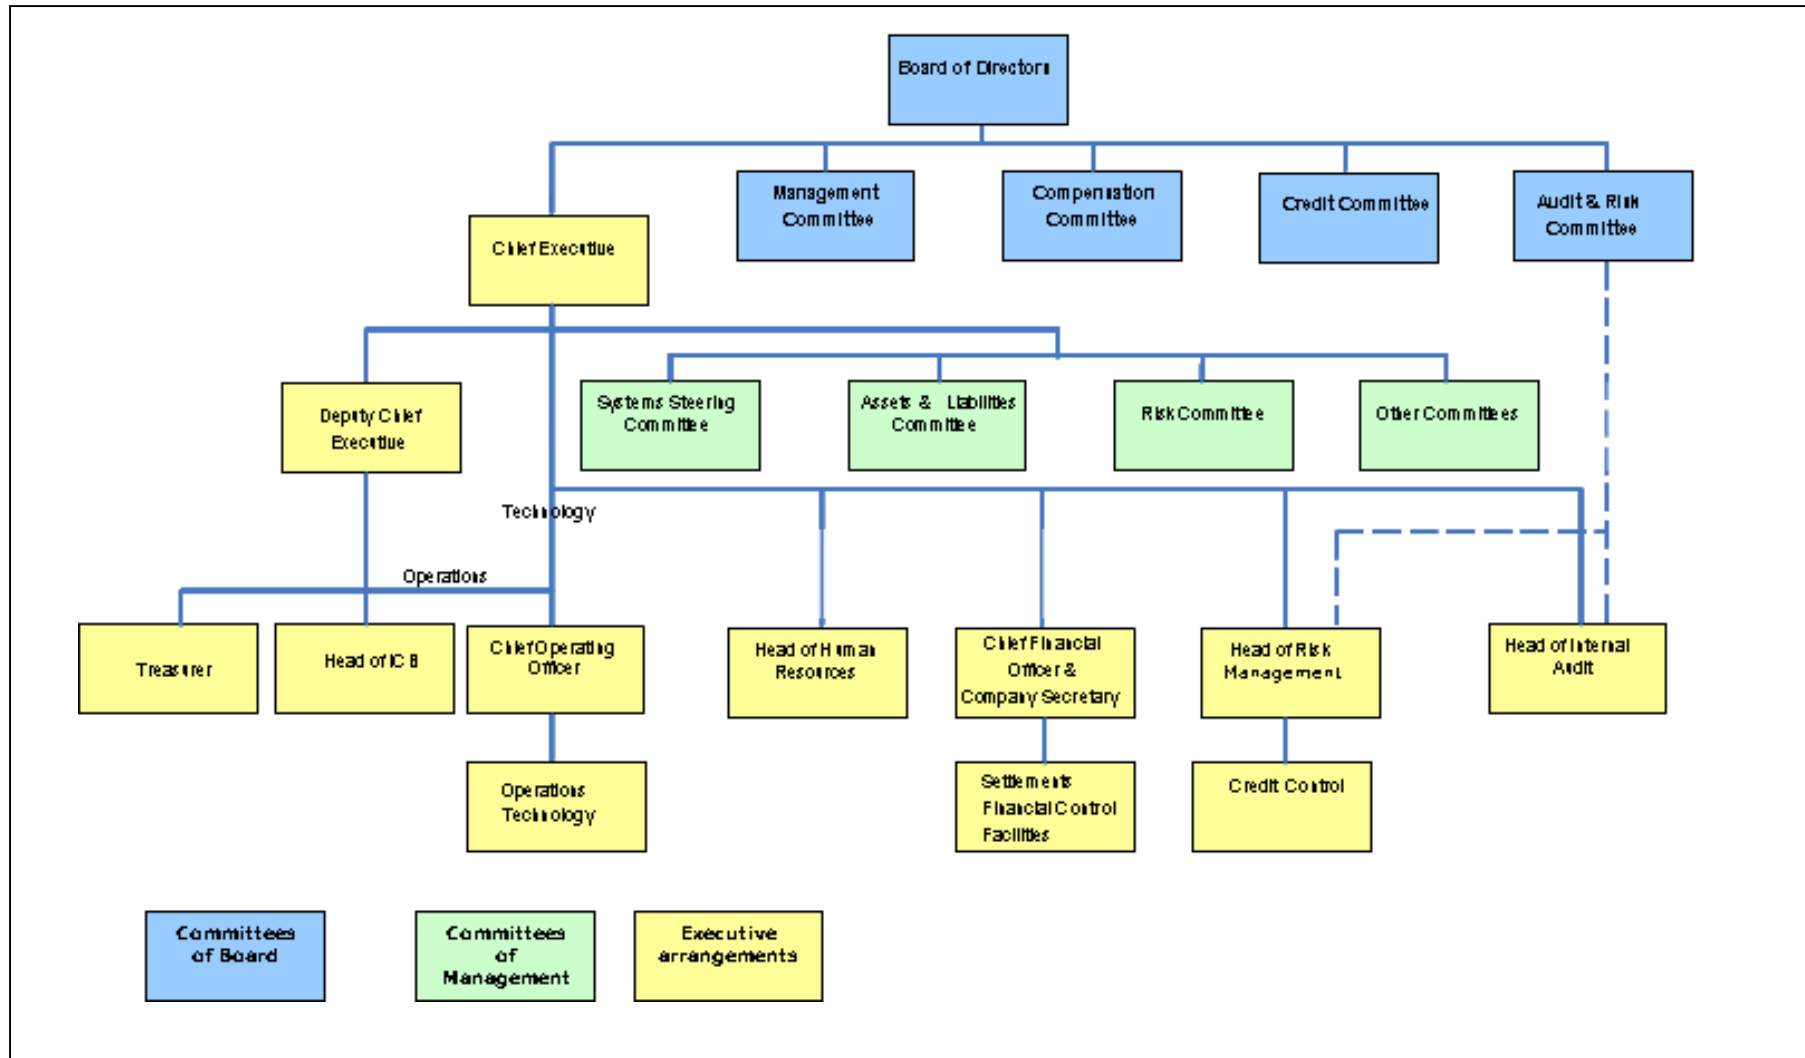 Board of Directors
Management
Committee
Compensation
Committee
Credit Committee
Audit & Risk
Committee
Chief Executive
Deputy Chief
Executive
Systems Steering
Committee
Assets & Liabilities
Committee
Risk Committee
Other Committees
Technology
Operations
Treasurer
Head of ICB
Chief Operating
Officer
Head of Human
Resources
Chief Financial
Officer &
Company Secretary
Head of Risk
Management
Head of Internal
Audit
Operations
Technology
Settlements
Financial Control
Facilities
Credit Control
Committees
of Board
Committees
of
Management
Executive
arrangements